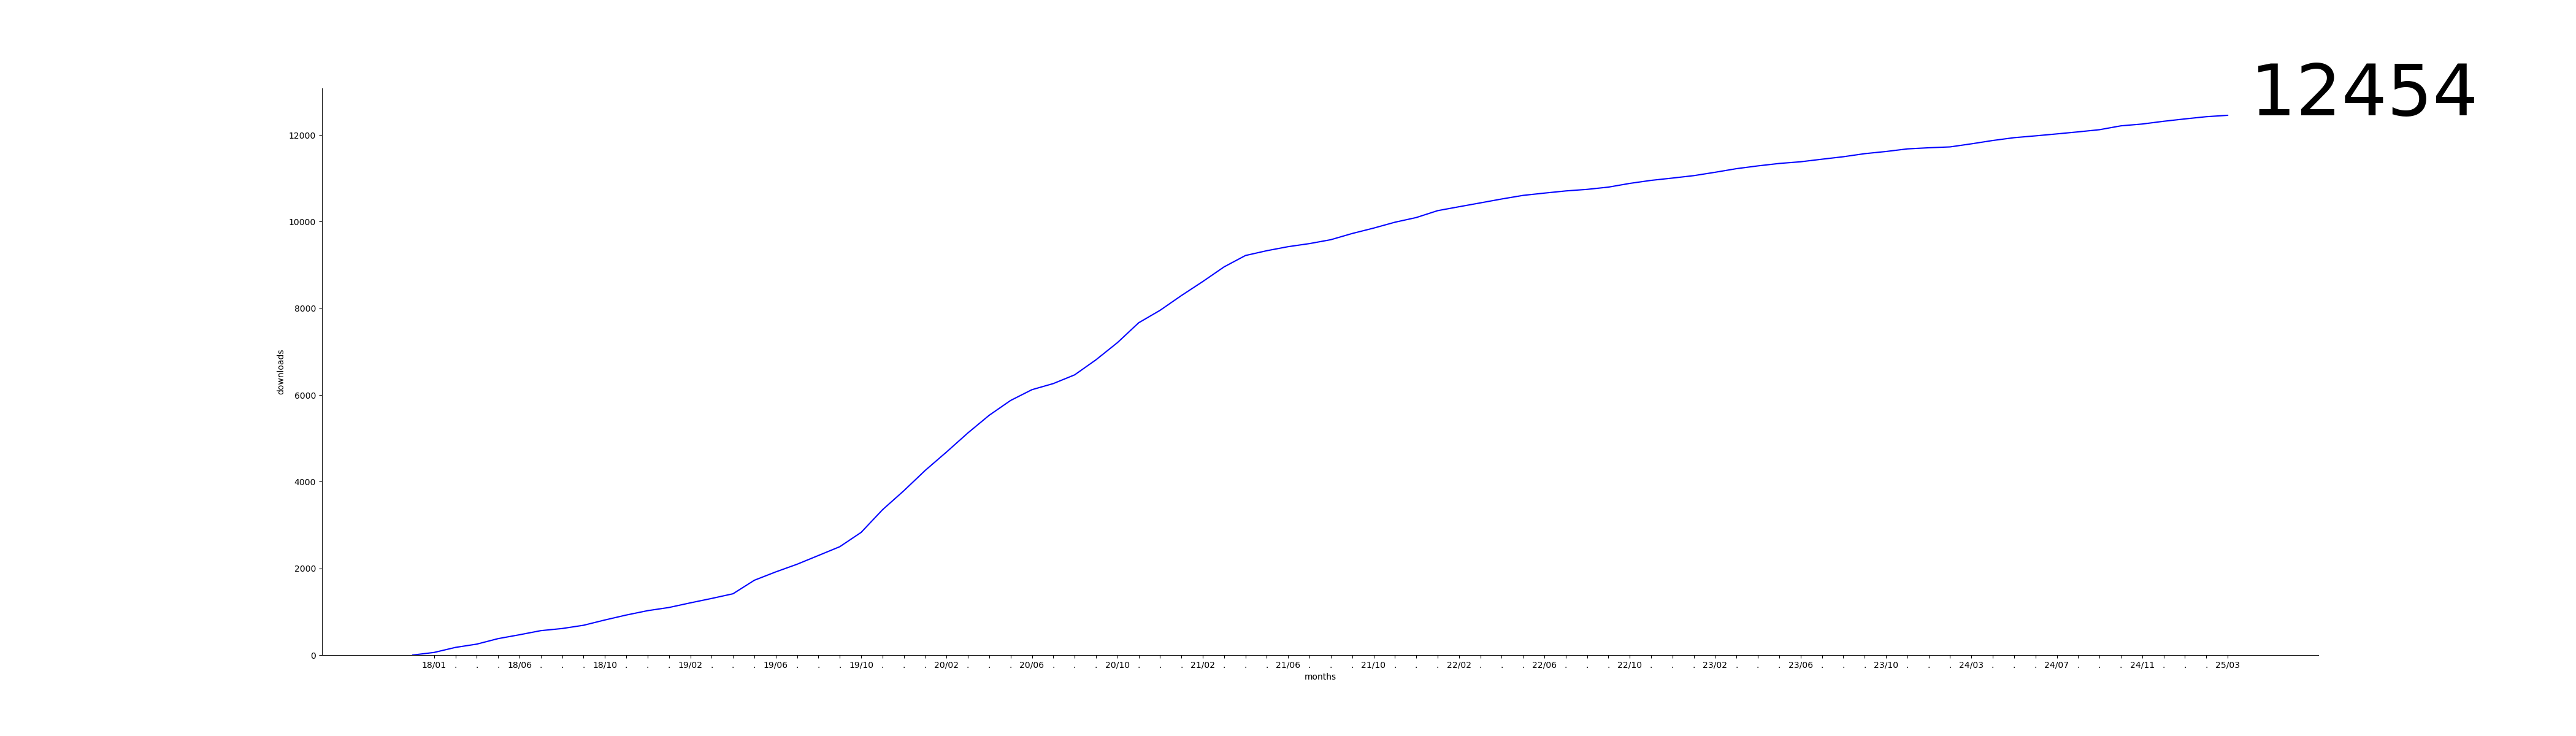 12454
12000
10000
8000
6000
4000
2000
0
downloads
18/01 . . . 18/06 . . . 18/10 . . . 19/02 . . . 19/06 . . . 19/10 . . . 20/02 . . . 20/06 . . . 20/10 . . . 21/02 . . . 21/06 . . . 21/10 . . . 22/02 . . . 22/06 . . . 22/10 . . . 23/02 . . . 23/06 . . . 23/10 . . . 24/03 . . . 24/07 . . . 24/11 . . . 25/03
months